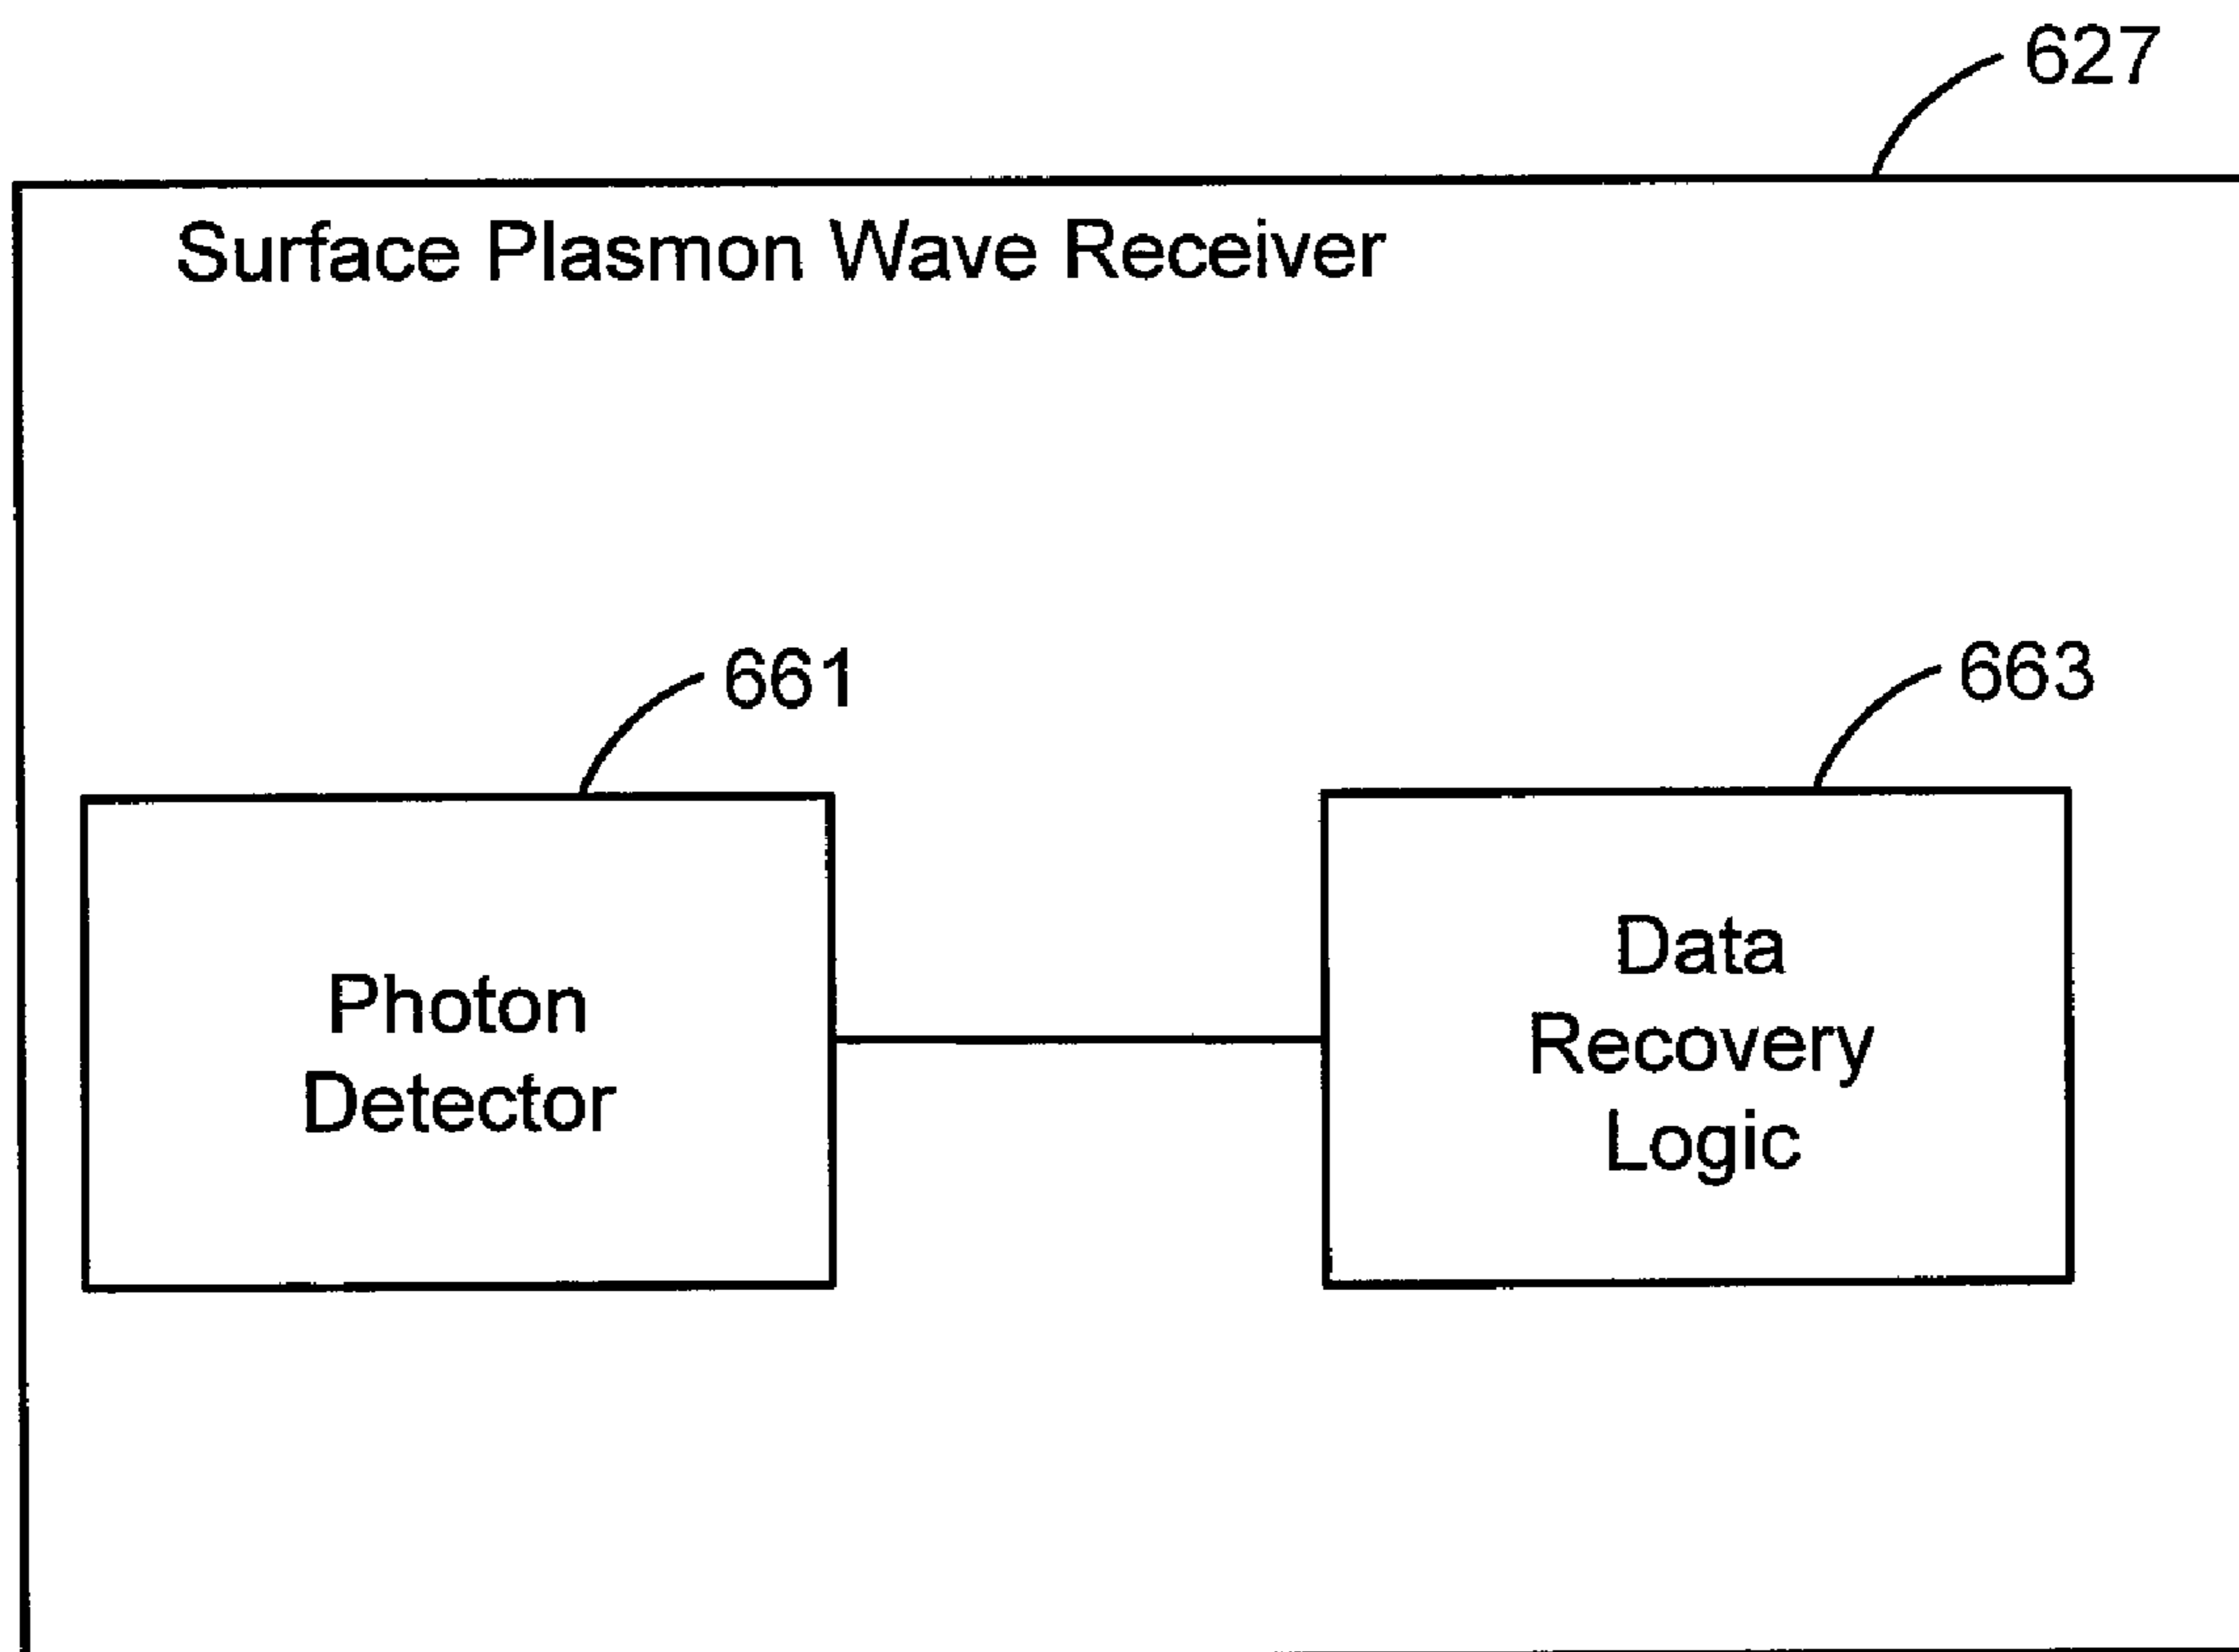 627
Surface Plasmon Wave Receiver
661
663
Photon
Detector
Data
Recovery
Logic